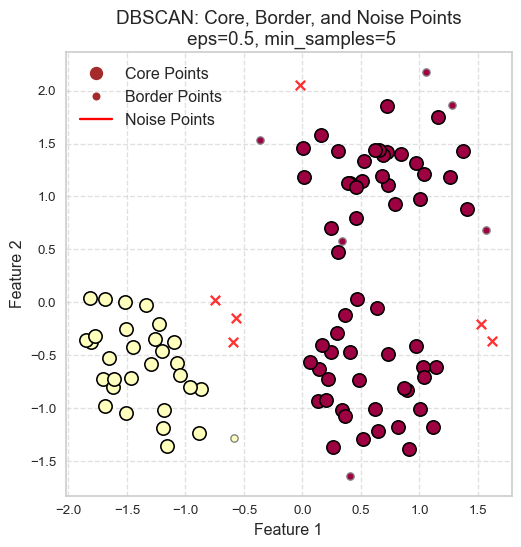 DBSCAN: Core, Border, and Noise Points
eps=0.5, min_samples=5
Core Points
Border Points
Noise Points
Feature 2
2.0
1.5
1.0
0.5
0.0
−0.5
−1.0
−1.5
−2.0 −1.5 −1.0 −0.5 0.0 0.5 1.0 1.5
Feature 1